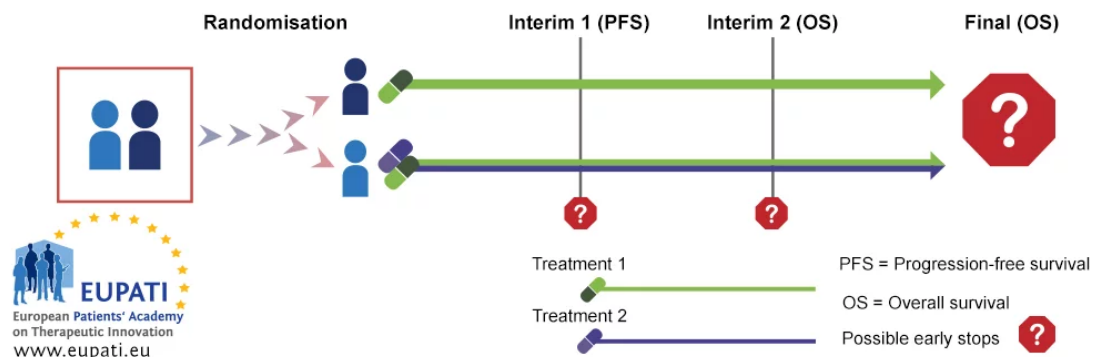 Randomisation
Interim 1 (PFS)
Interim 2 (OS)
Final (OS)
?
?
?
EUPATI
European Patients' Academy
on Therapeutic Innovation
www.eupati.eu
Treatment 1
Treatment 2
PFS = Progression-free survival
OS = Overall survival
Possible early stops
?